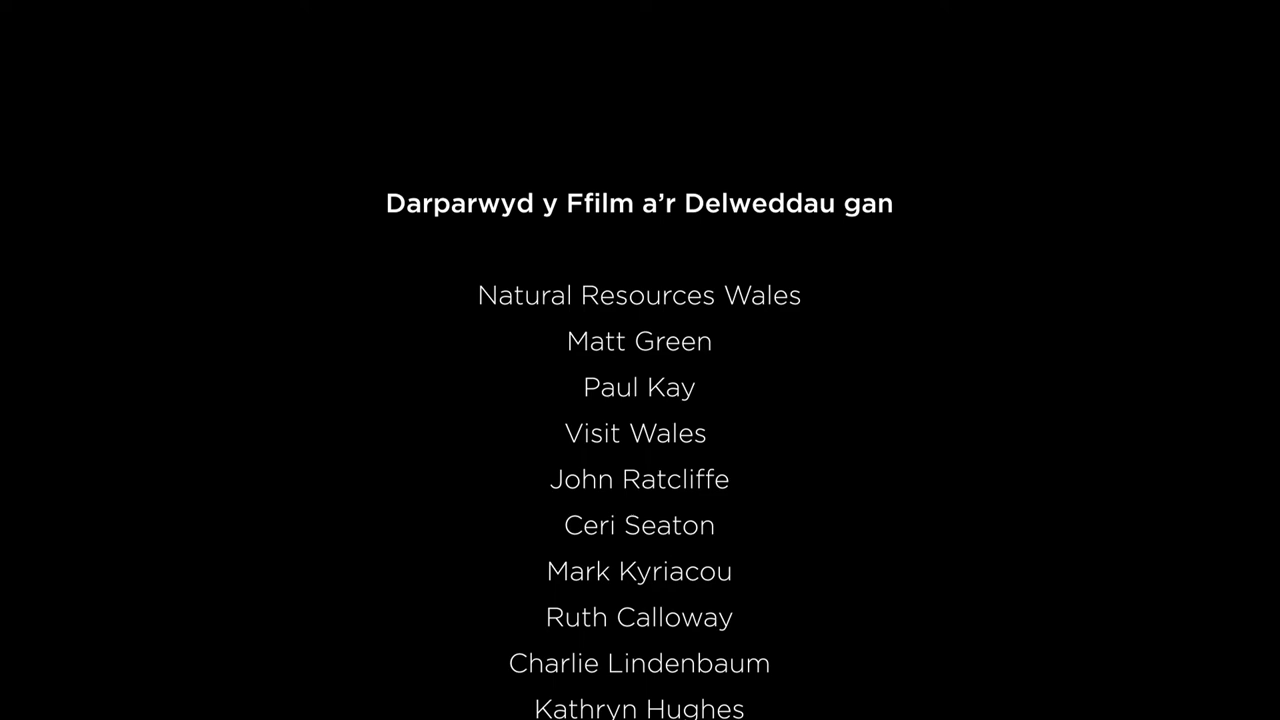 Darparwyd y Ffilm a’r Delweddau gan
Natural Resources Wales
Matt Green
Paul Kay
Visit Wales
John Ratcliffe
Ceri Seaton
Mark Kyriacou
Ruth Calloway
Charlie Lindenbaum
Kathryn Hughes